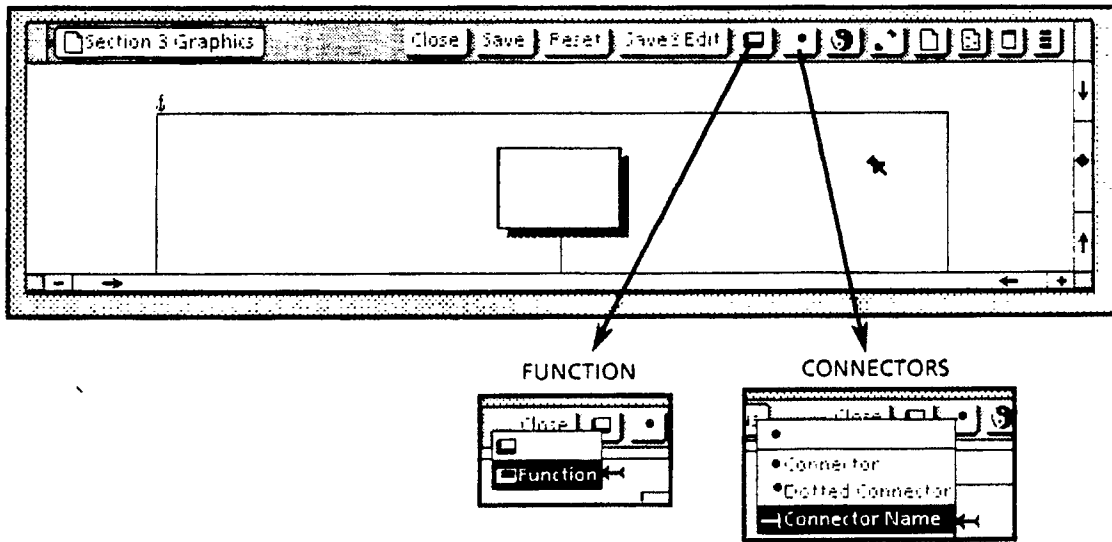 Section 3 Graphics Close Save Reset Save&Edit
FUNCTION
CONNECTORS
Close
Function
Close
Connector
Dotted Connector
Connector Name